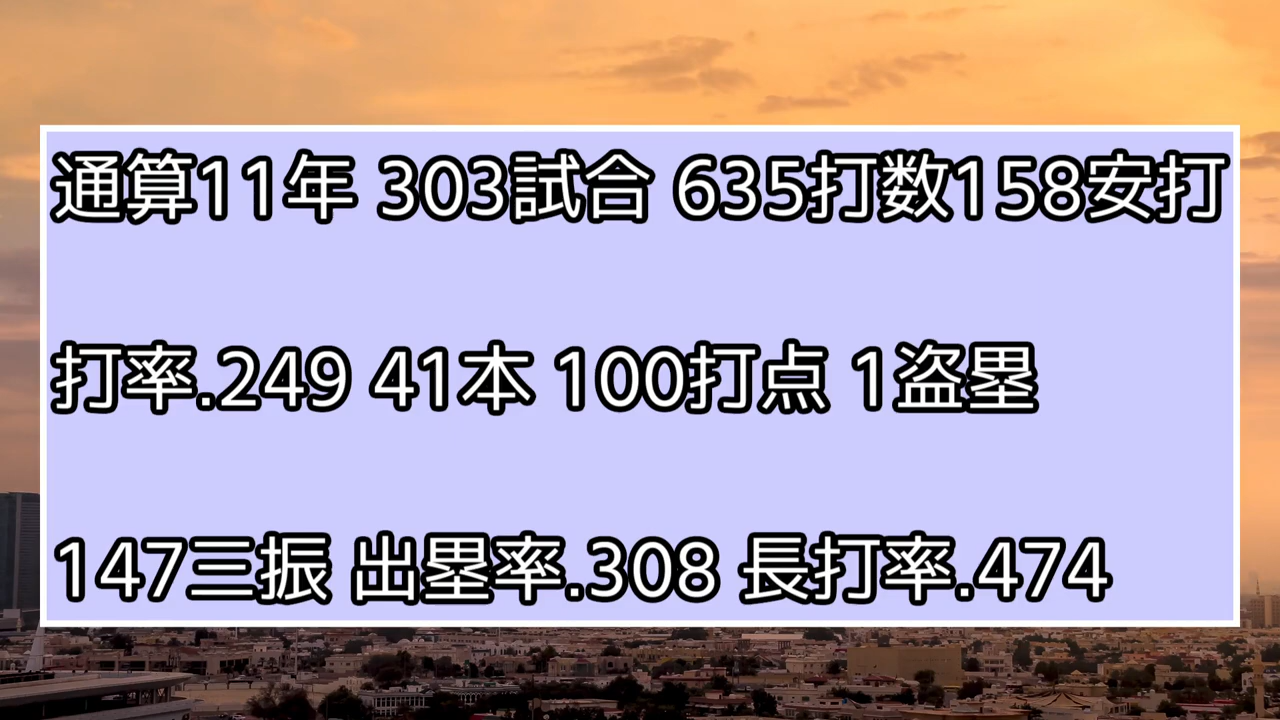 通算11年 303試合 635打数158安打
打率.249 41本 100打点 1盗塁
147三振 出塁率.308 長打率.474